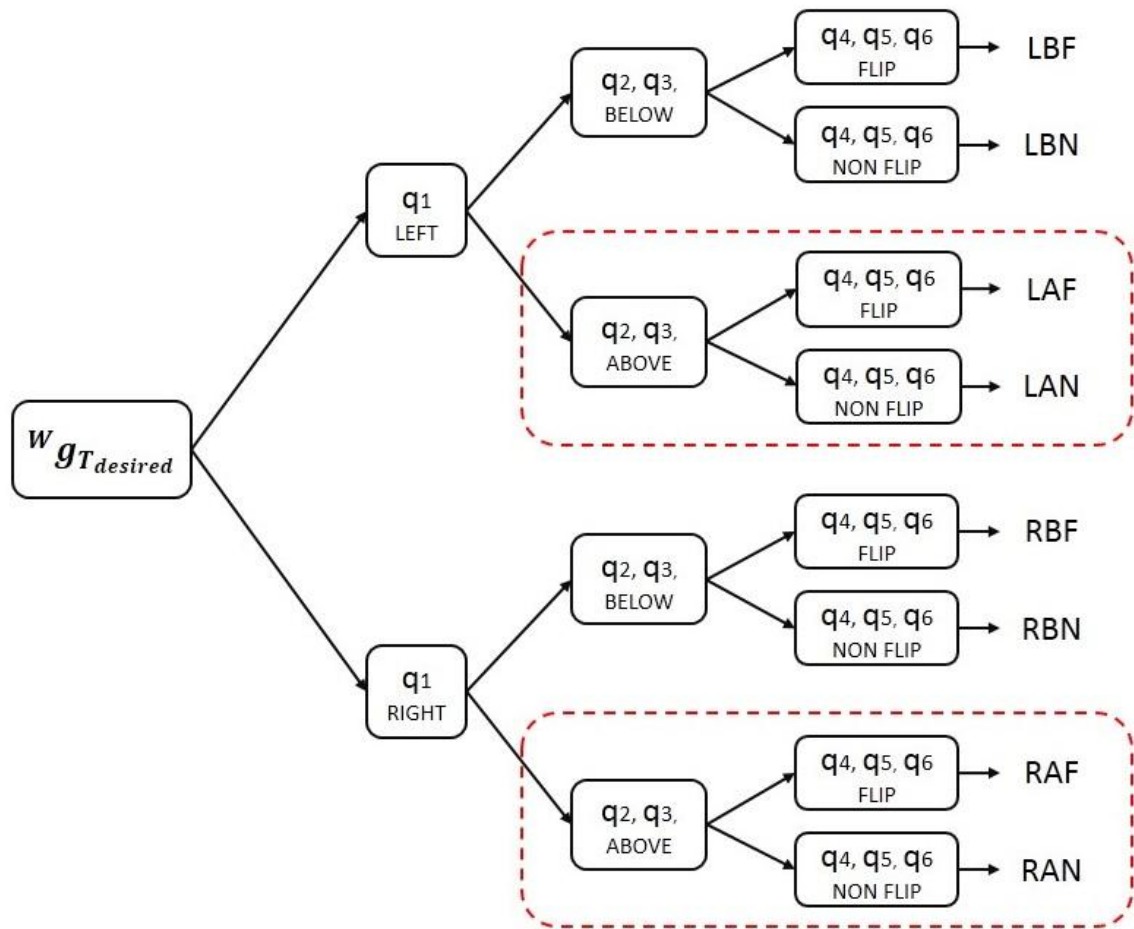 q4, q5, q6
FLIP
LBF
q2, q3,
BELOW
q4, q5, q6
NON FLIP
LBN
q1
LEFT
q4, q5, q6
FLIP
LAF
q2, q3,
ABOVE
q4, q5, q6
NON FLIP
LAN
W g T desired
q4, q5, q6
FLIP
RBF
q2, q3,
BELOW
q4, q5, q6
NON FLIP
RBN
q1
RIGHT
q4, q5, q6
FLIP
RAF
q2, q3,
ABOVE
q4, q5, q6
NON FLIP
RAN